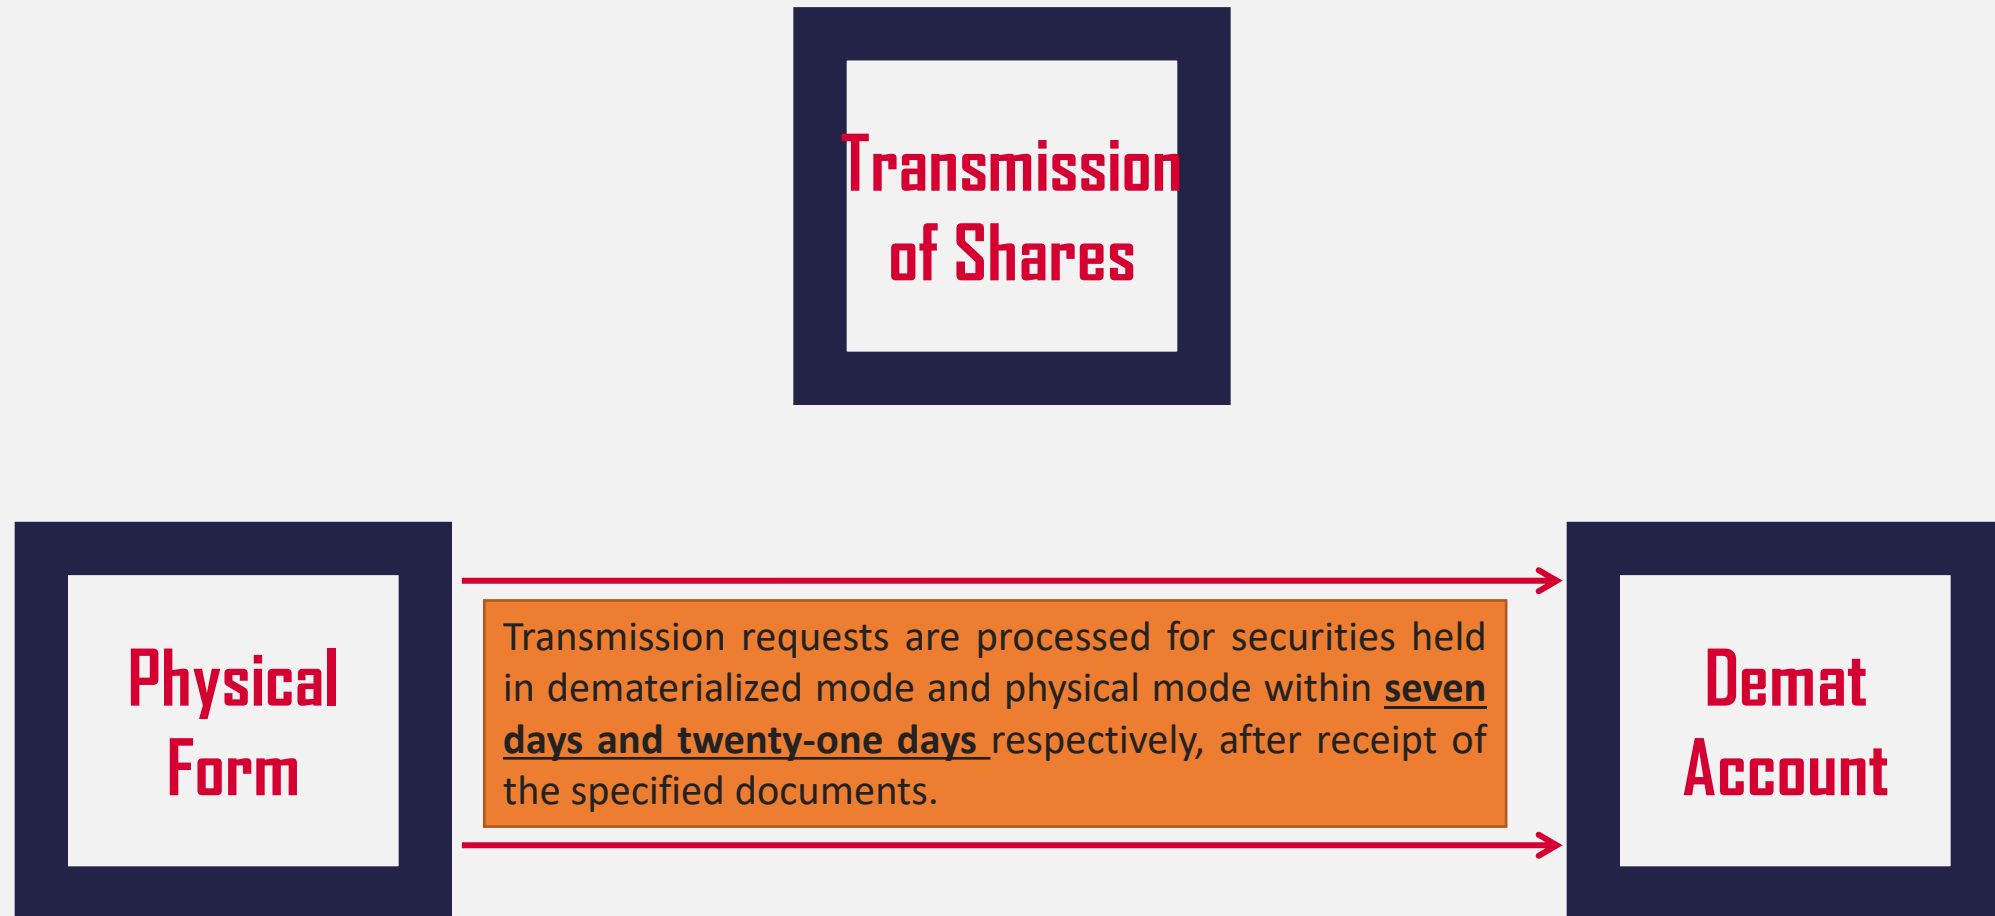 Transmission
of Shares
Physical
Form
Transmission requests are processed for securities held
in dematerialized mode and physical mode within seven
days and twenty-one days respectively, after receipt of
the specified documents.
Demat
Account